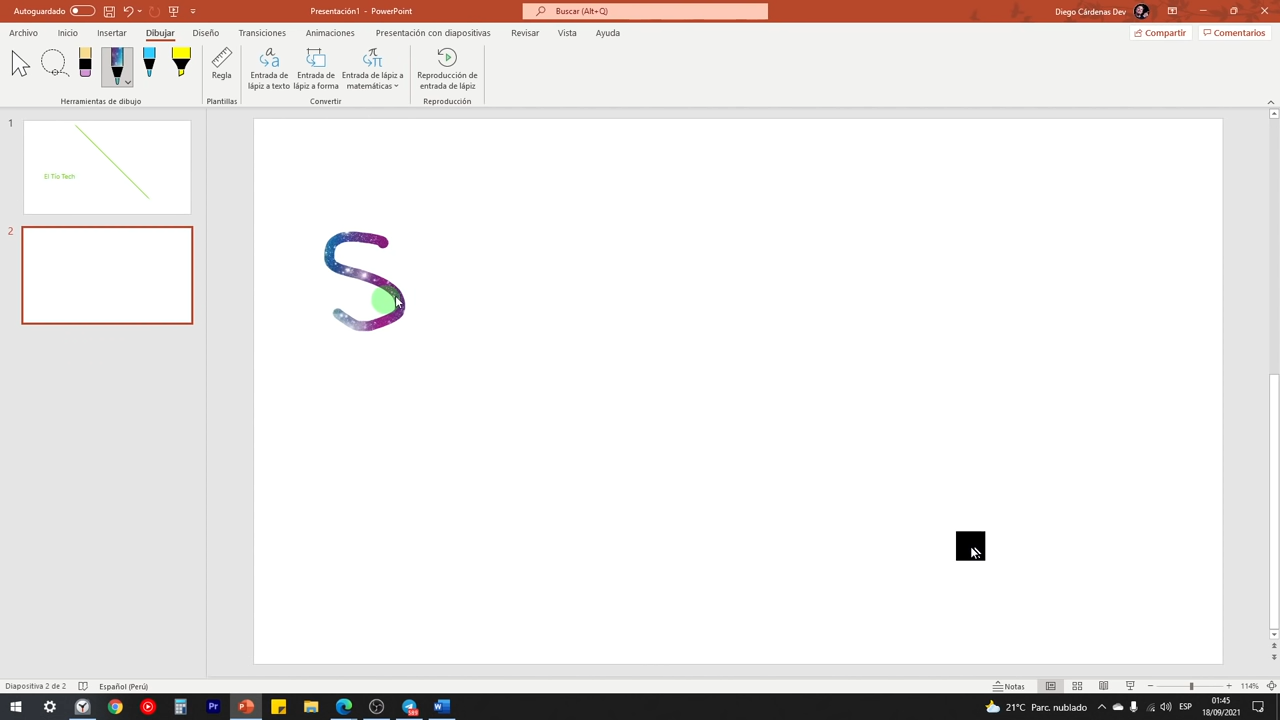 Autoguardado
Presentación1 - PowerPoint
Buscar (Alt+Q)
Diego Cárdenas Dev
Archivo Inicio Insertar Dibujar Diseño Transiciones Animaciones Presentación con diapositivas Revisar Vista Ayuda
Compartir Comentarios
Regla
Entrada de lápiz a texto
Entrada de lápiz a forma
Entrada de lápiz a matemáticas
Reproducción de entrada de lápiz
Herramientas de dibujo Plantillas Convertir Reproducción
1
El Tío Tech
2
S
Diapositiva 2 de 2 Español (Perú) Notas 114%
21°C Parc. nublado ESP 01:45
18/09/2021